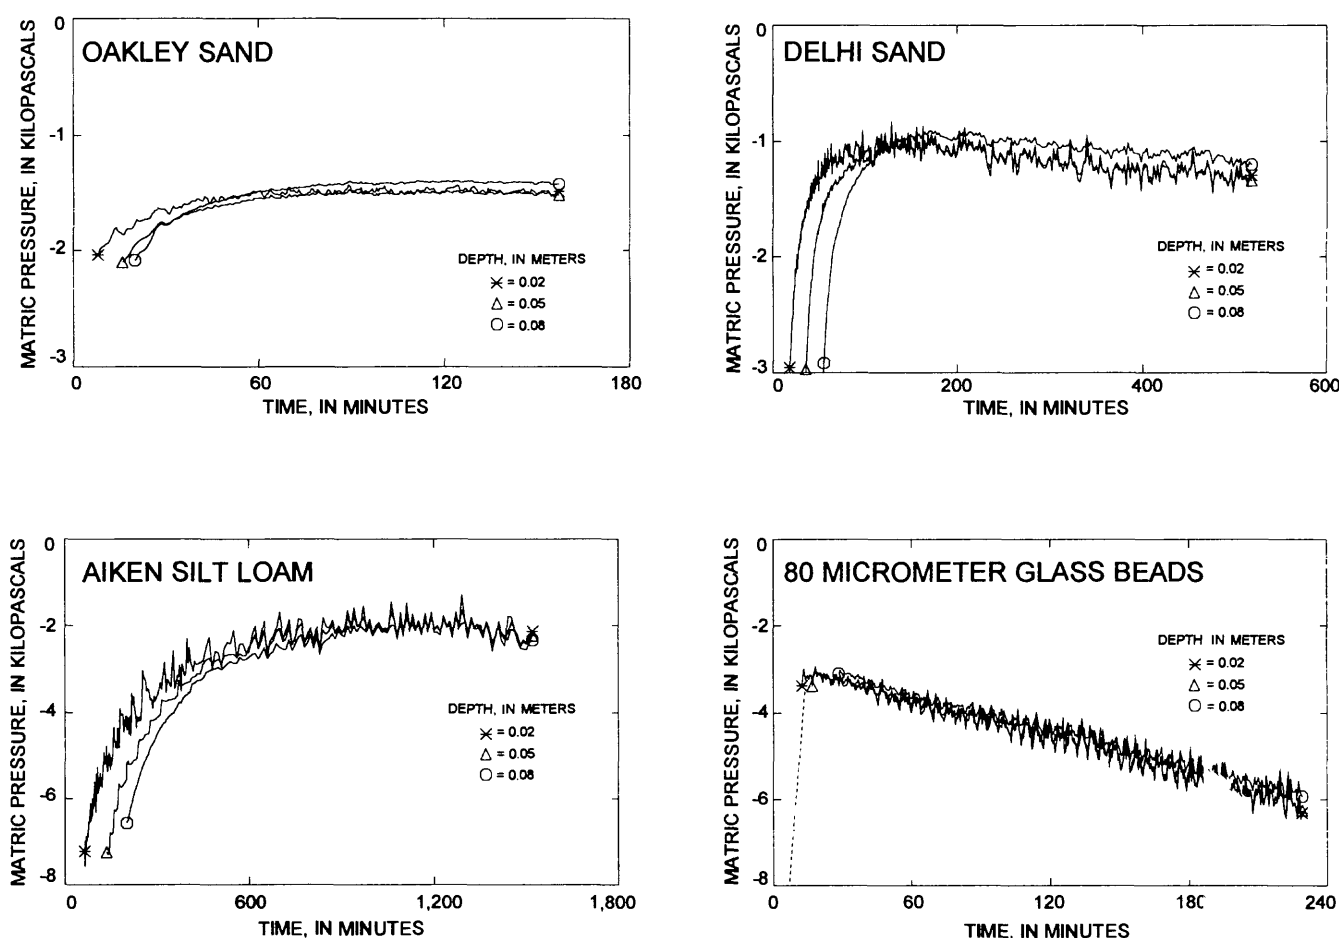 OAKLEY SAND
MATRIC PRESSURE, IN KILOPASCALS
0
-1
-2
-3
DEPTH, IN METERS
= 0.02
= 0.05
= 0.08
0 60 120 180
TIME, IN MINUTES
DELHI SAND
MATRIC PRESSURE, IN KILOPASCALS
0
-1
-2
-3
DEPTH, IN METERS
= 0.02
= 0.05
= 0.08
0 200 400 600
TIME, IN MINUTES
AIKEN SILT LOAM
MATRIC PRESSURE, IN KILOPASCALS
0
-2
-4
-6
-8
DEPTH, IN METERS
= 0.02
= 0.05
= 0.08
0 600 1,200 1,800
TIME, IN MINUTES
80 MICROMETER GLASS BEADS
MATRIC PRESSURE, IN KILOPASCALS
0
-2
-4
-6
-8
DEPTH IN METERS
= 0.02
= 0.05
= 0.08
0 60 120 180 240
TIME, IN MINUTES